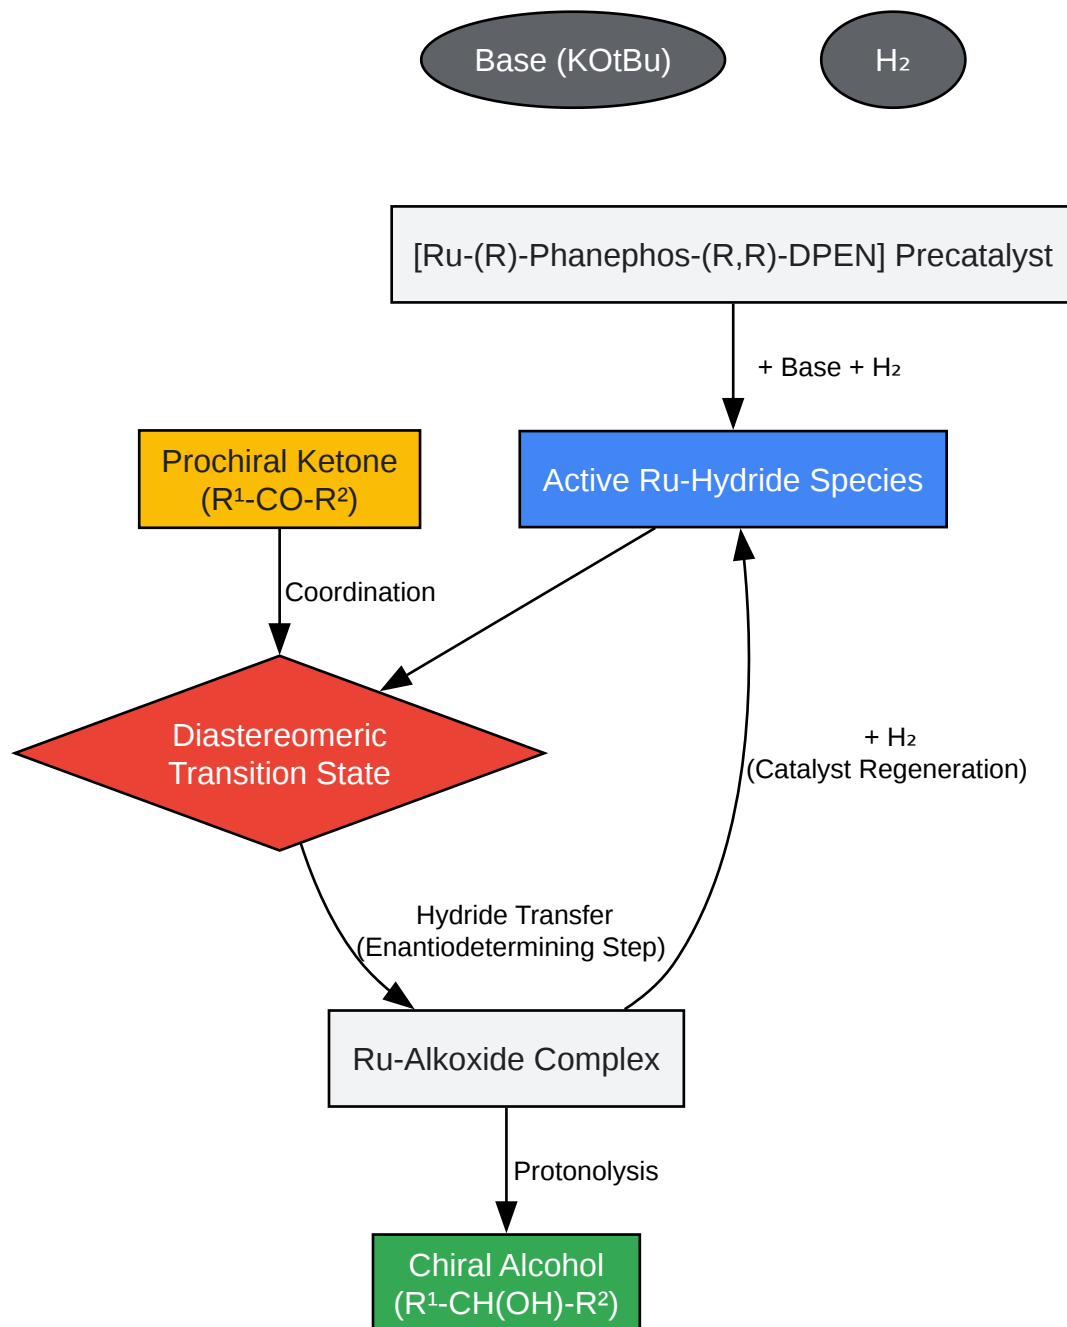 Base (KOtBu)
H₂
[Ru-(R)-Phanephos-(R,R)-DPEN] Precatalyst
+ Base + H₂
Prochiral Ketone
(R¹-CO-R²)
Active Ru-Hydride Species
Coordination
Diastereomeric
Transition State
+ H₂
(Catalyst Regeneration)
Hydride Transfer
(Enantiodetermining Step)
Ru-Alkoxide Complex
Protonolysis
Chiral Alcohol
(R¹-CH(OH)-R²)